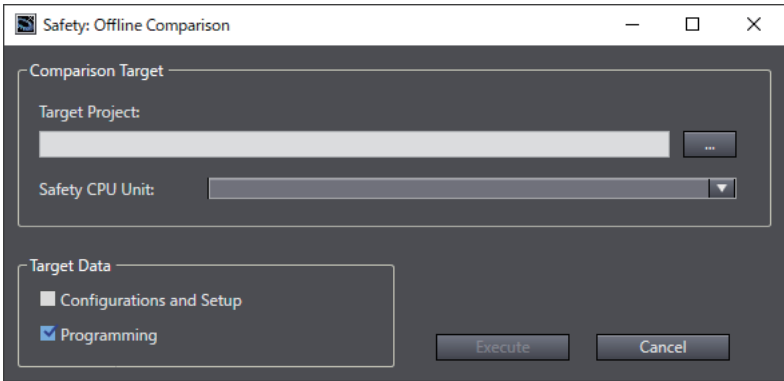 Safety: Offline Comparison
Comparison Target
Target Project:
...
Safety CPU Unit:
Target Data
Configurations and Setup
Programming
Execute
Cancel